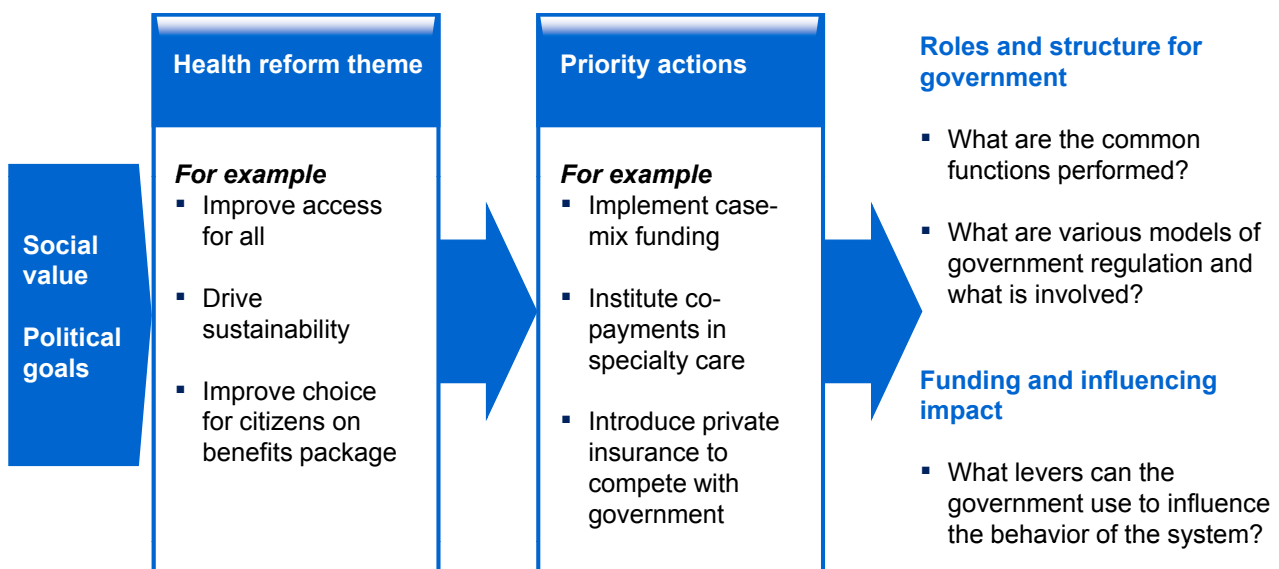 Social
value
Political
goals
Health reform theme
For example
▪ Improve access
for all
▪ Drive
sustainability
▪ Improve choice
for citizens on
benefits package
Priority actions
For example
▪ Implement case-
mix funding
▪ Institute co-
payments in
specialty care
▪ Introduce private
insurance to
compete with
government
Roles and structure for
government
▪ What are the common
functions performed?
▪ What are various models of
government regulation and
what is involved?
Funding and influencing
impact
▪ What levers can the
government use to influence
the behavior of the system?